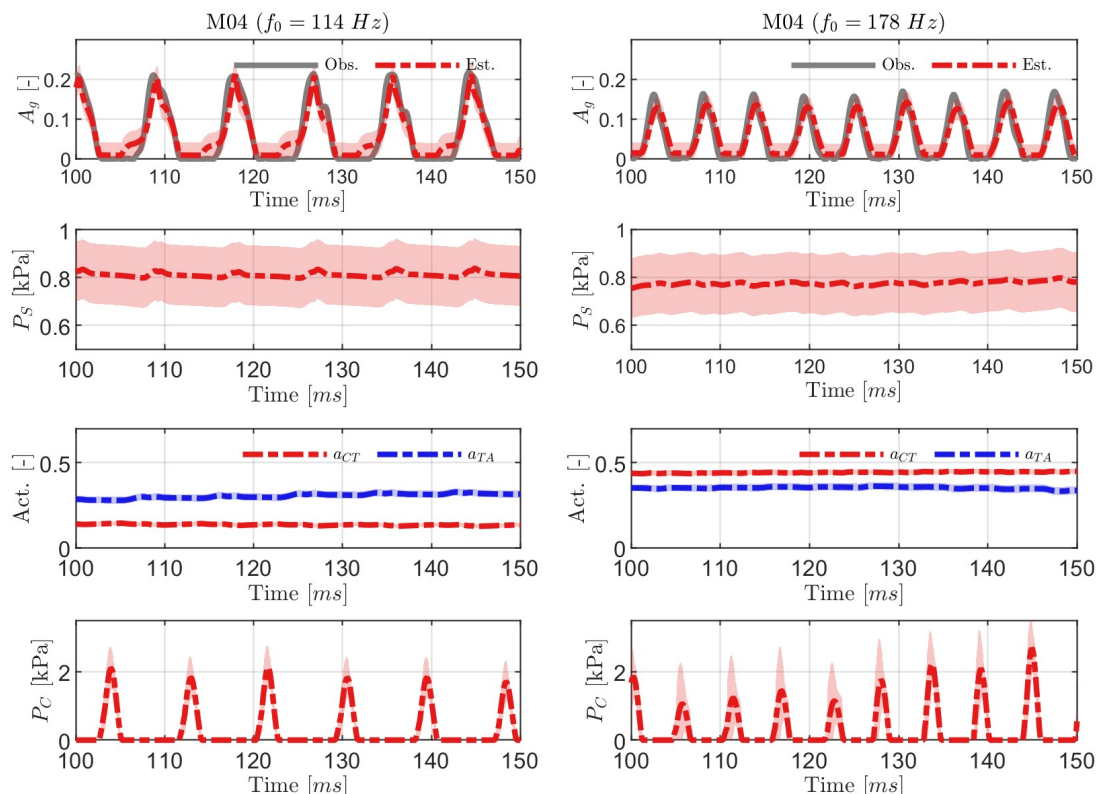 M04 (f0 = 114 Hz)
Obs. Est.
Ag [-]
0.2
0.1
0
100 110 120 130 140 150
Time [ms]
M04 (f0 = 178 Hz)
Obs. Est.
Ag [-]
0.2
0.1
0
100 110 120 130 140 150
Time [ms]
PS [kPa]
1
0.8
0.6
100 110 120 130 140 150
Time [ms]
PS [kPa]
1
0.8
0.6
100 110 120 130 140 150
Time [ms]
Act. [-]
aCT aTA
0.5
0
100 110 120 130 140 150
Time [ms]
Act. [-]
aCT aTA
0.5
0
100 110 120 130 140 150
Time [ms]
PC [kPa]
2
0
100 110 120 130 140 150
Time [ms]
PC [kPa]
2
0
100 110 120 130 140 150
Time [ms]